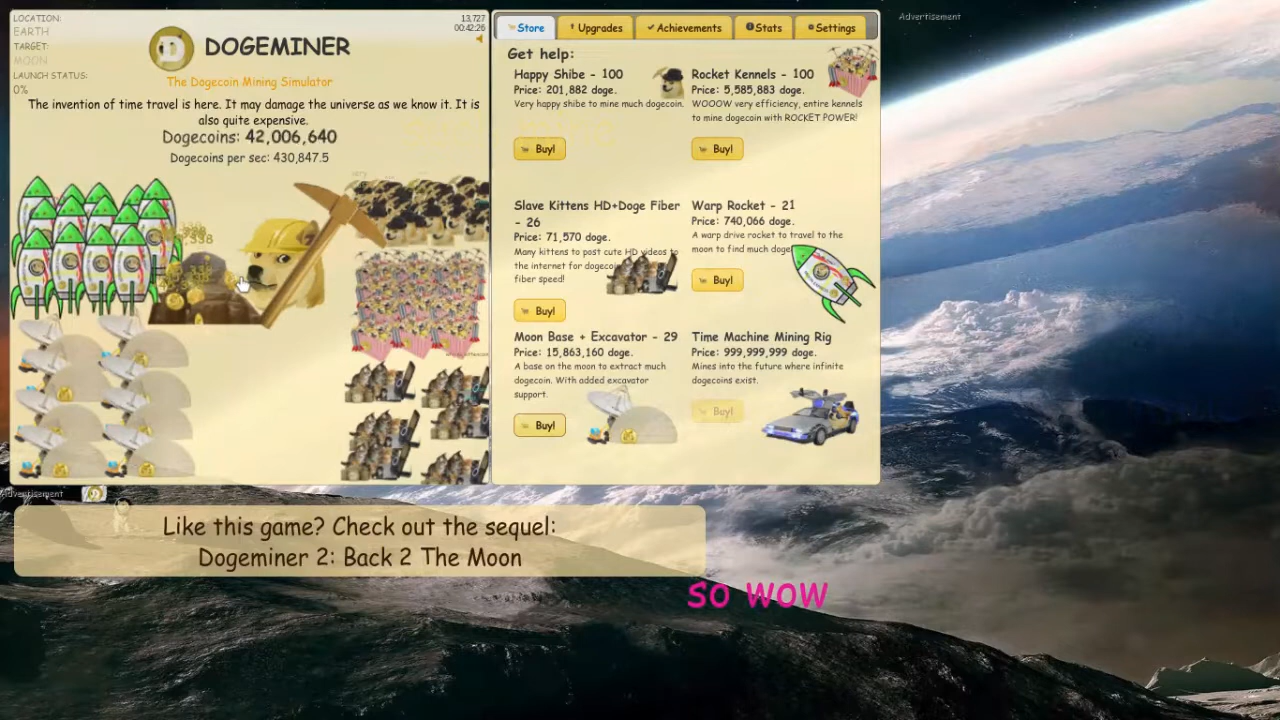 LOCATION:
EARTH
TARGET:
MOON
LAUNCH STATUS:
0%
13,727
00:42:26
DOGEMINER
The Dogecoin Mining Simulator
The invention of time travel is here. It may damage the universe as we know it. It is
also quite expensive.
Dogecoins: 42,006,640
Dogecoins per sec: 430,847.5
Store
Upgrades
Achievements
Stats
Settings
Get help:
Happy Shibe - 100
Price: 201,882 doge.
Very happy shibe to mine much dogecoin.
Buy!
Rocket Kennels - 100
Price: 5,585,883 doge.
WOOOW very efficiency, entire kennels
to mine dogecoin with ROCKET POWER!
Buy!
Slave Kittens HD+Doge Fiber
- 26
Price: 71,570 doge.
Many kittens to post cute HD videos to
the internet for dogecoin
fiber speed!
Buy!
Warp Rocket - 21
Price: 740,066 doge.
A warp drive rocket to travel to the
moon to find much doge
Buy!
Moon Base + Excavator - 29
Price: 15,863,160 doge.
A base on the moon to extract much
dogecoin. With added excavator
support.
Buy!
Time Machine Mining Rig
Price: 999,999,999 doge.
Mines into the future where infinite
dogecoins exist.
Buy!
Advertisement
Advertisement
Like this game? Check out the sequel:
Dogeminer 2: Back 2 The Moon
SO WOW